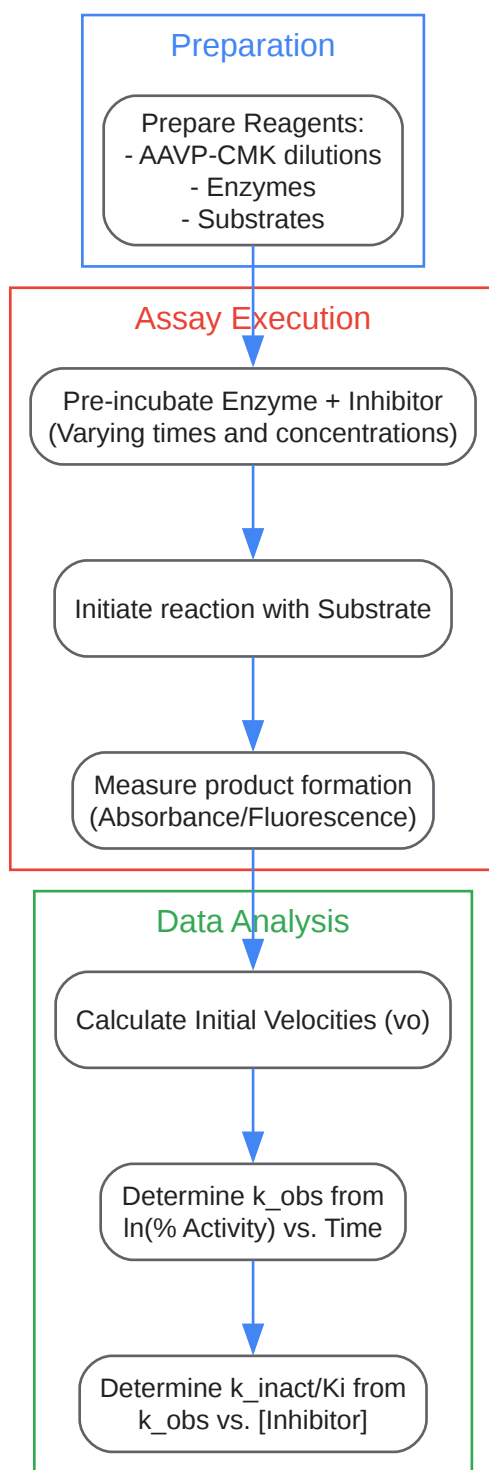 Preparation
Prepare Reagents:
- AAVP-CMK dilutions
- Enzymes
- Substrates
Assay Execution
Pre-incubate Enzyme + Inhibitor
(Varying times and concentrations)
Initiate reaction with Substrate
Measure product formation
(Absorbance/Fluorescence)
Data Analysis
Calculate Initial Velocities (vo)
Determine k_obs from
ln(% Activity) vs. Time
Determine k_inact/Ki from
k_obs vs. [Inhibitor]